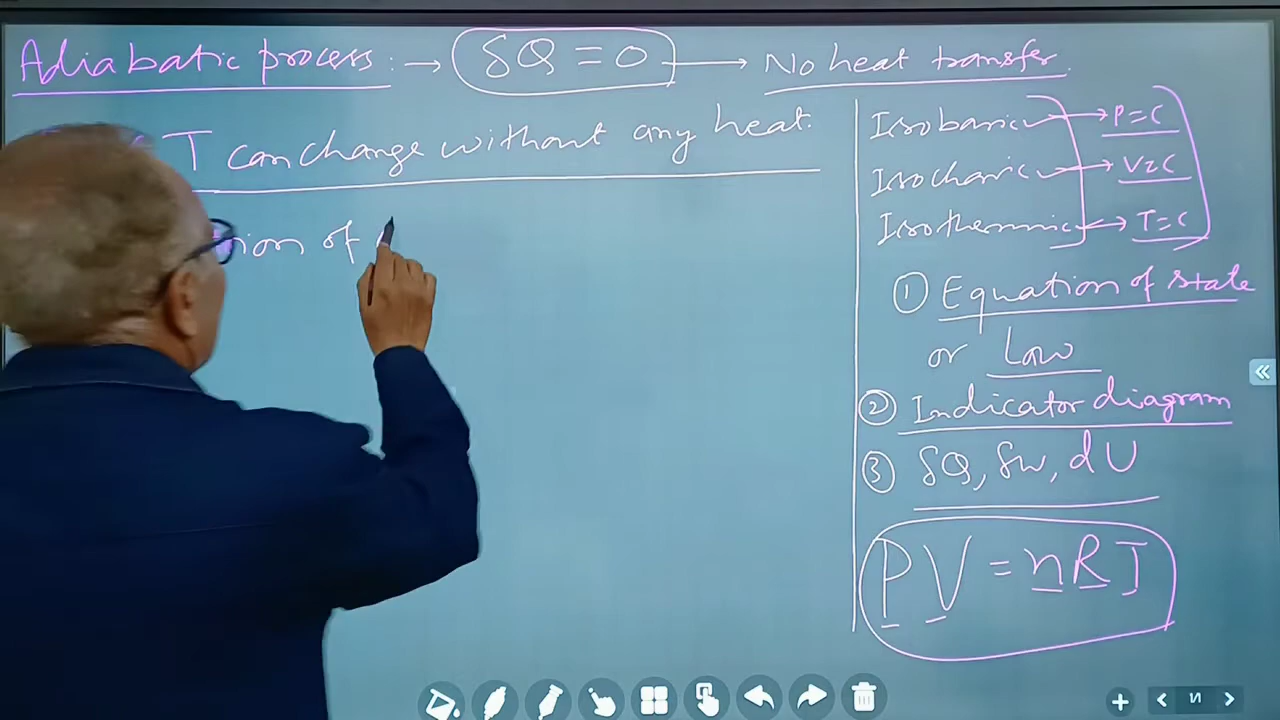 Adiabatic process :→ δQ = 0 → No heat transfer.
T can change without any heat.
ion of
Isobaric → P=C
Isochoric → V=C
Isothermic → T=C
① Equation of state
or Law
② Indicator diagram
③ δQ, δW, dU
PV = nRT